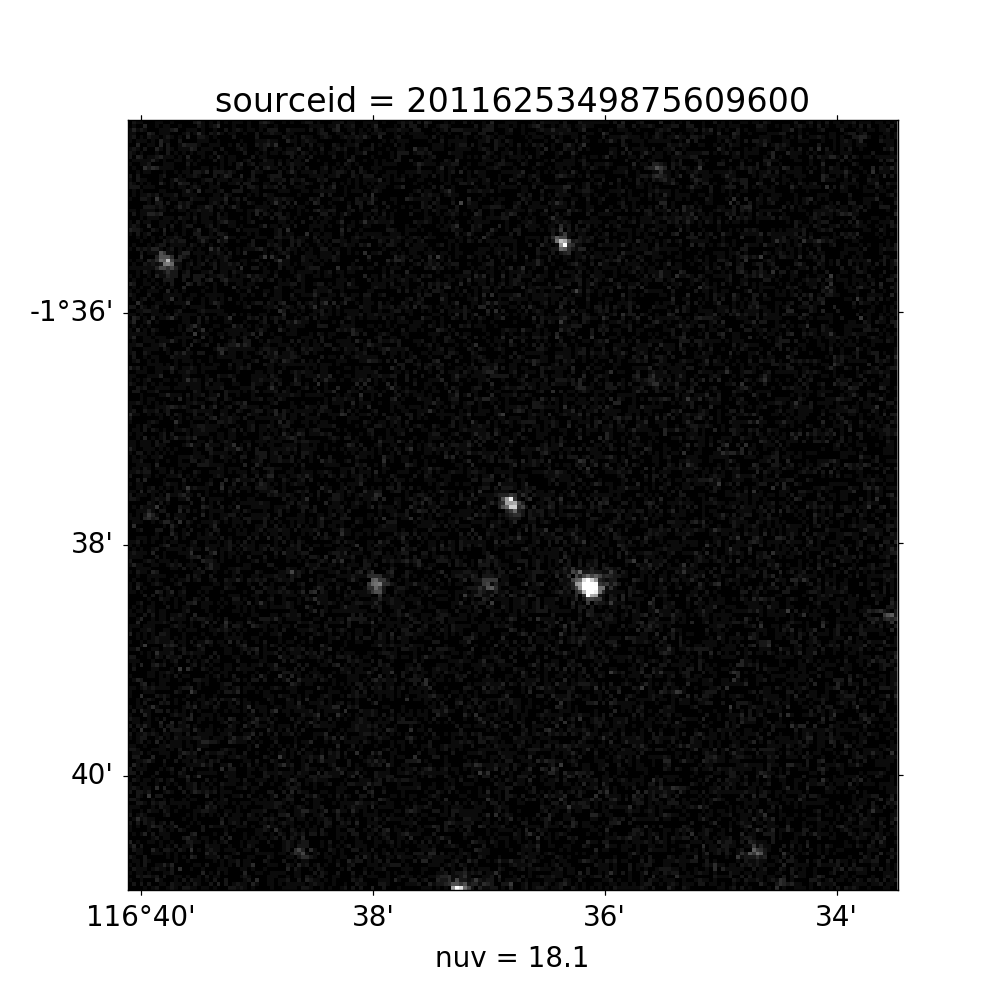 sourceid = 2011625349875609600
-1°36'
38'
40'
116°40' 38' 36' 34'
nuv = 18.1